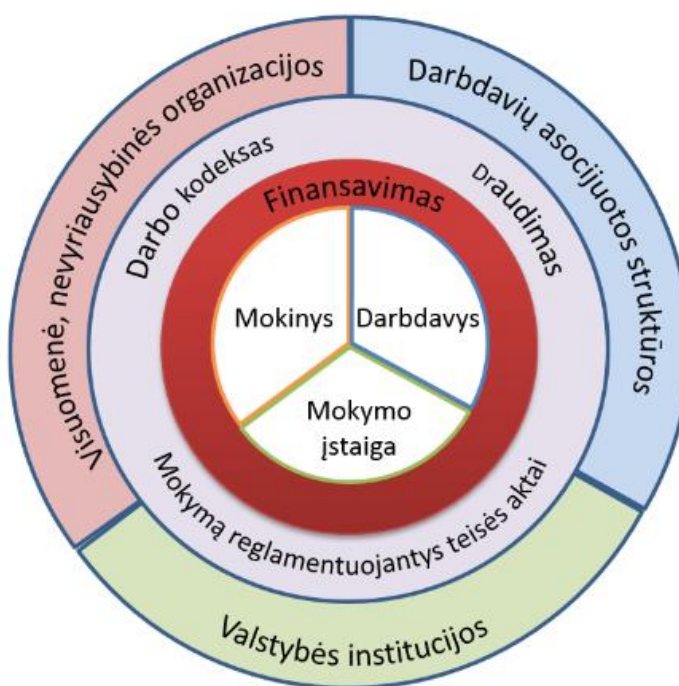 Visuomenė, nevyriausybinės organizacijos
Darbdavių asocijuotos struktūros
Darbo kodeksas
Draudimas
Finansavimas
Mokinys
Darbdavys
Mokymo
įstaiga
Mokymą reglamentuojantys teisės aktai
Valstybės institucijos